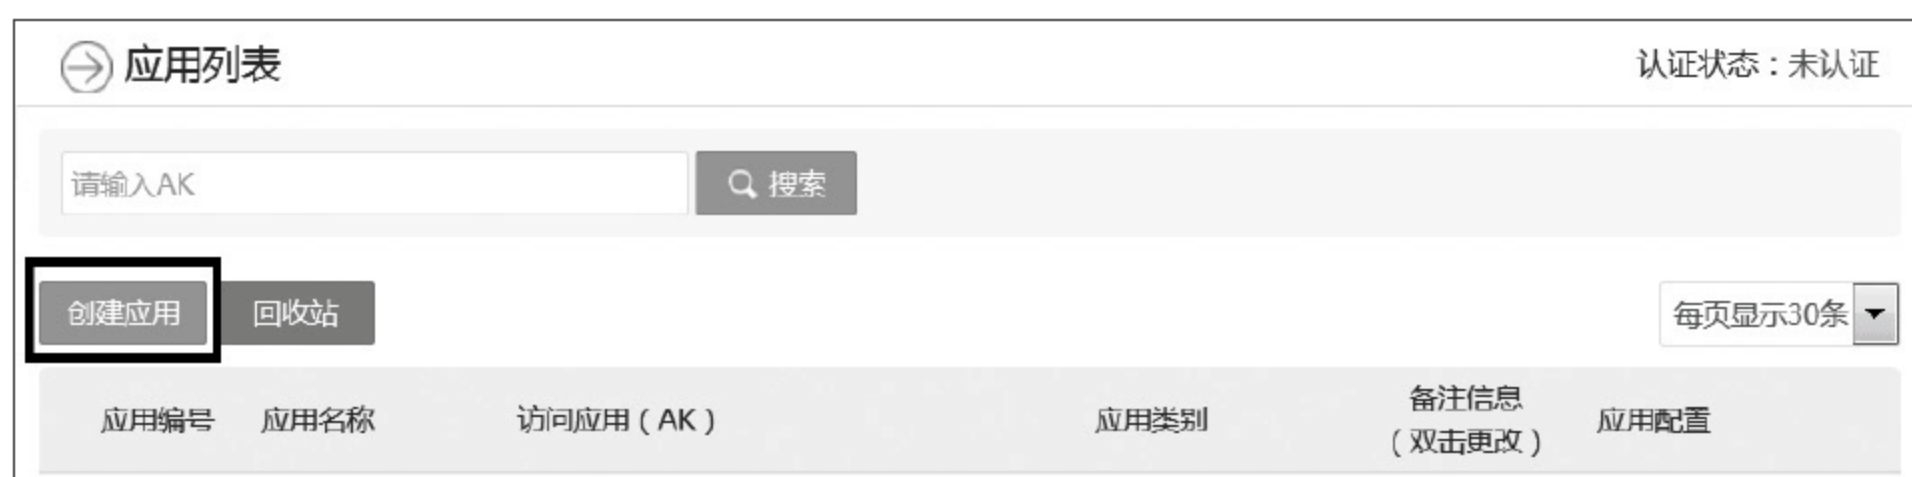 应用列表
认证状态：未认证
请输入AK
搜索
创建应用
回收站
每页显示30条
应用编号 应用名称 访问应用（AK） 应用类别 备注信息（双击更改） 应用配置